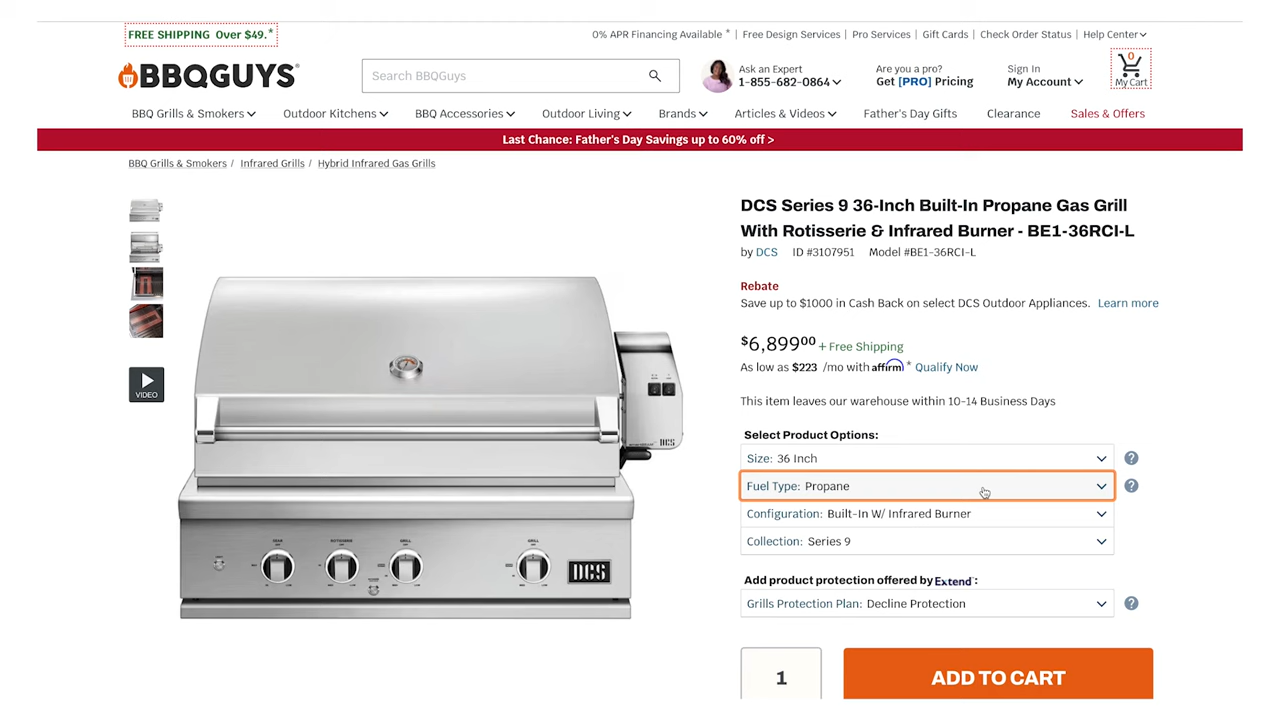 FREE SHIPPING Over $49.*
0% APR Financing Available * | Free Design Services | Pro Services | Gift Cards | Check Order Status | Help Center
BBQGUYS®
Search BBQGuys
Ask an Expert
1-855-682-0864
Are you a pro?
Get [PRO] Pricing
Sign In
My Account
0
My Cart
BBQ Grills & Smokers Outdoor Kitchens BBQ Accessories Outdoor Living Brands Articles & Videos Father's Day Gifts Clearance Sales & Offers
Last Chance: Father's Day Savings up to 60% off >
BBQ Grills & Smokers / Infrared Grills / Hybrid Infrared Gas Grills
DCS Series 9 36-Inch Built-In Propane Gas Grill
With Rotisserie & Infrared Burner - BE1-36RCI-L
by DCS ID #3107951 Model #BE1-36RCI-L
Rebate
Save up to $1000 in Cash Back on select DCS Outdoor Appliances. Learn more
$6,89900 + Free Shipping
As low as $223 /mo with affirm * Qualify Now
This item leaves our warehouse within 10-14 Business Days
Select Product Options:
Size: 36 Inch
Fuel Type: Propane
Configuration: Built-In W/ Infrared Burner
Collection: Series 9
Add product protection offered by Extend:
Grills Protection Plan: Decline Protection
1
ADD TO CART
VIDEO
DCS
DCS